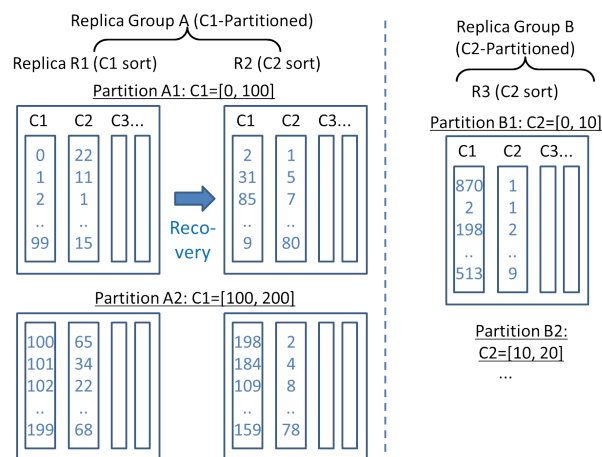 Replica Group A (C1-Partitioned)
Replica R1 (C1 sort) R2 (C2 sort)
Partition A1: C1=[0, 100]
C1 C2 C3... C1 C2 C3...
0 22 2 1
1 11 31 5
2 1 85 7
.. .. .. ..
99 15 9 80
Reco-
very
Partition A2: C1=[100, 200]
100 65 198 2
101 34 184 4
102 22 109 8
.. .. .. ..
199 68 159 78
Replica Group B
(C2-Partitioned)
R3 (C2 sort)
Partition B1: C2=[0, 10]
C1 C2 C3...
870 1
2 1
198 2
.. ..
513 9
Partition B2:
C2=[10, 20]
...